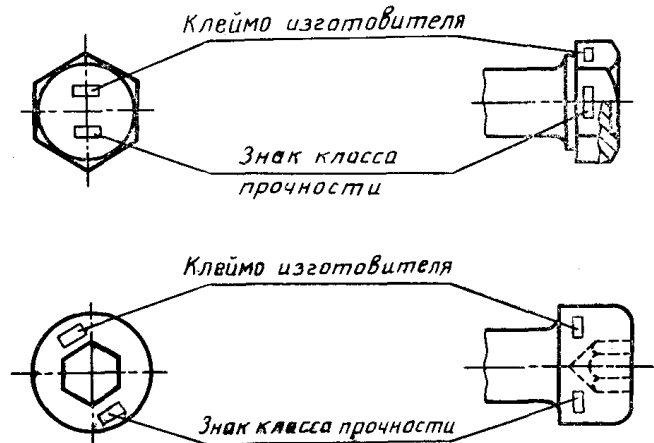 Клеймо изготовителя
Знак класса
прочности
Клеймо изготовителя
Знак класса прочности